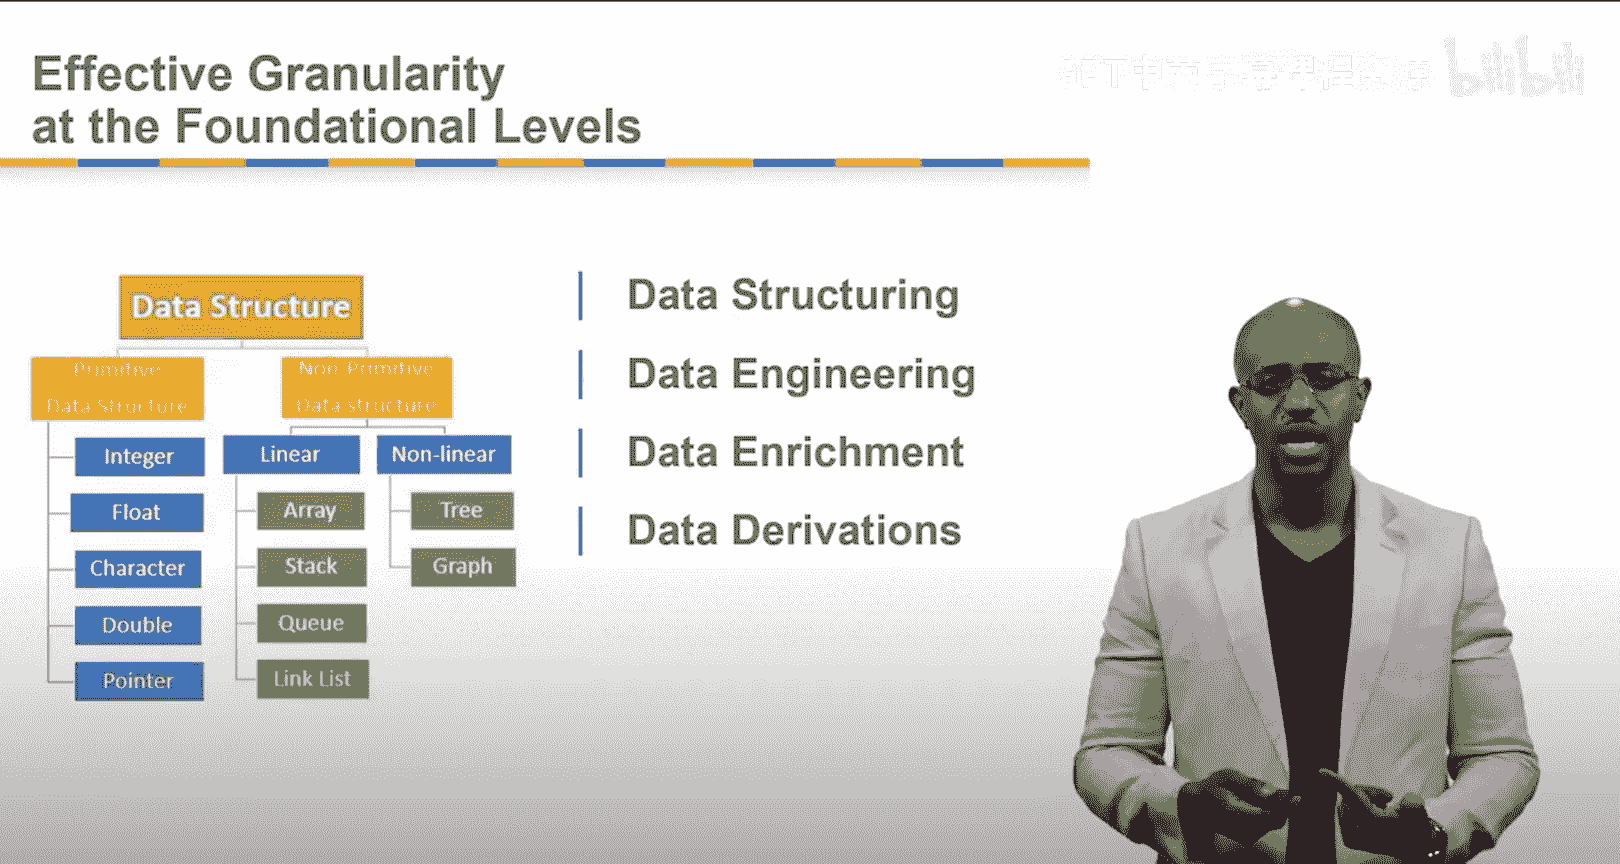 Effective Granularity
at the Foundational Levels
bilibili
Data Structure
Primitive
Data Structure
Non-Primitive
Data structure
Integer
Float
Character
Double
Pointer
Linear
Array
Stack
Queue
Link List
Non-linear
Tree
Graph
Data Structuring
Data Engineering
Data Enrichment
Data Derivations